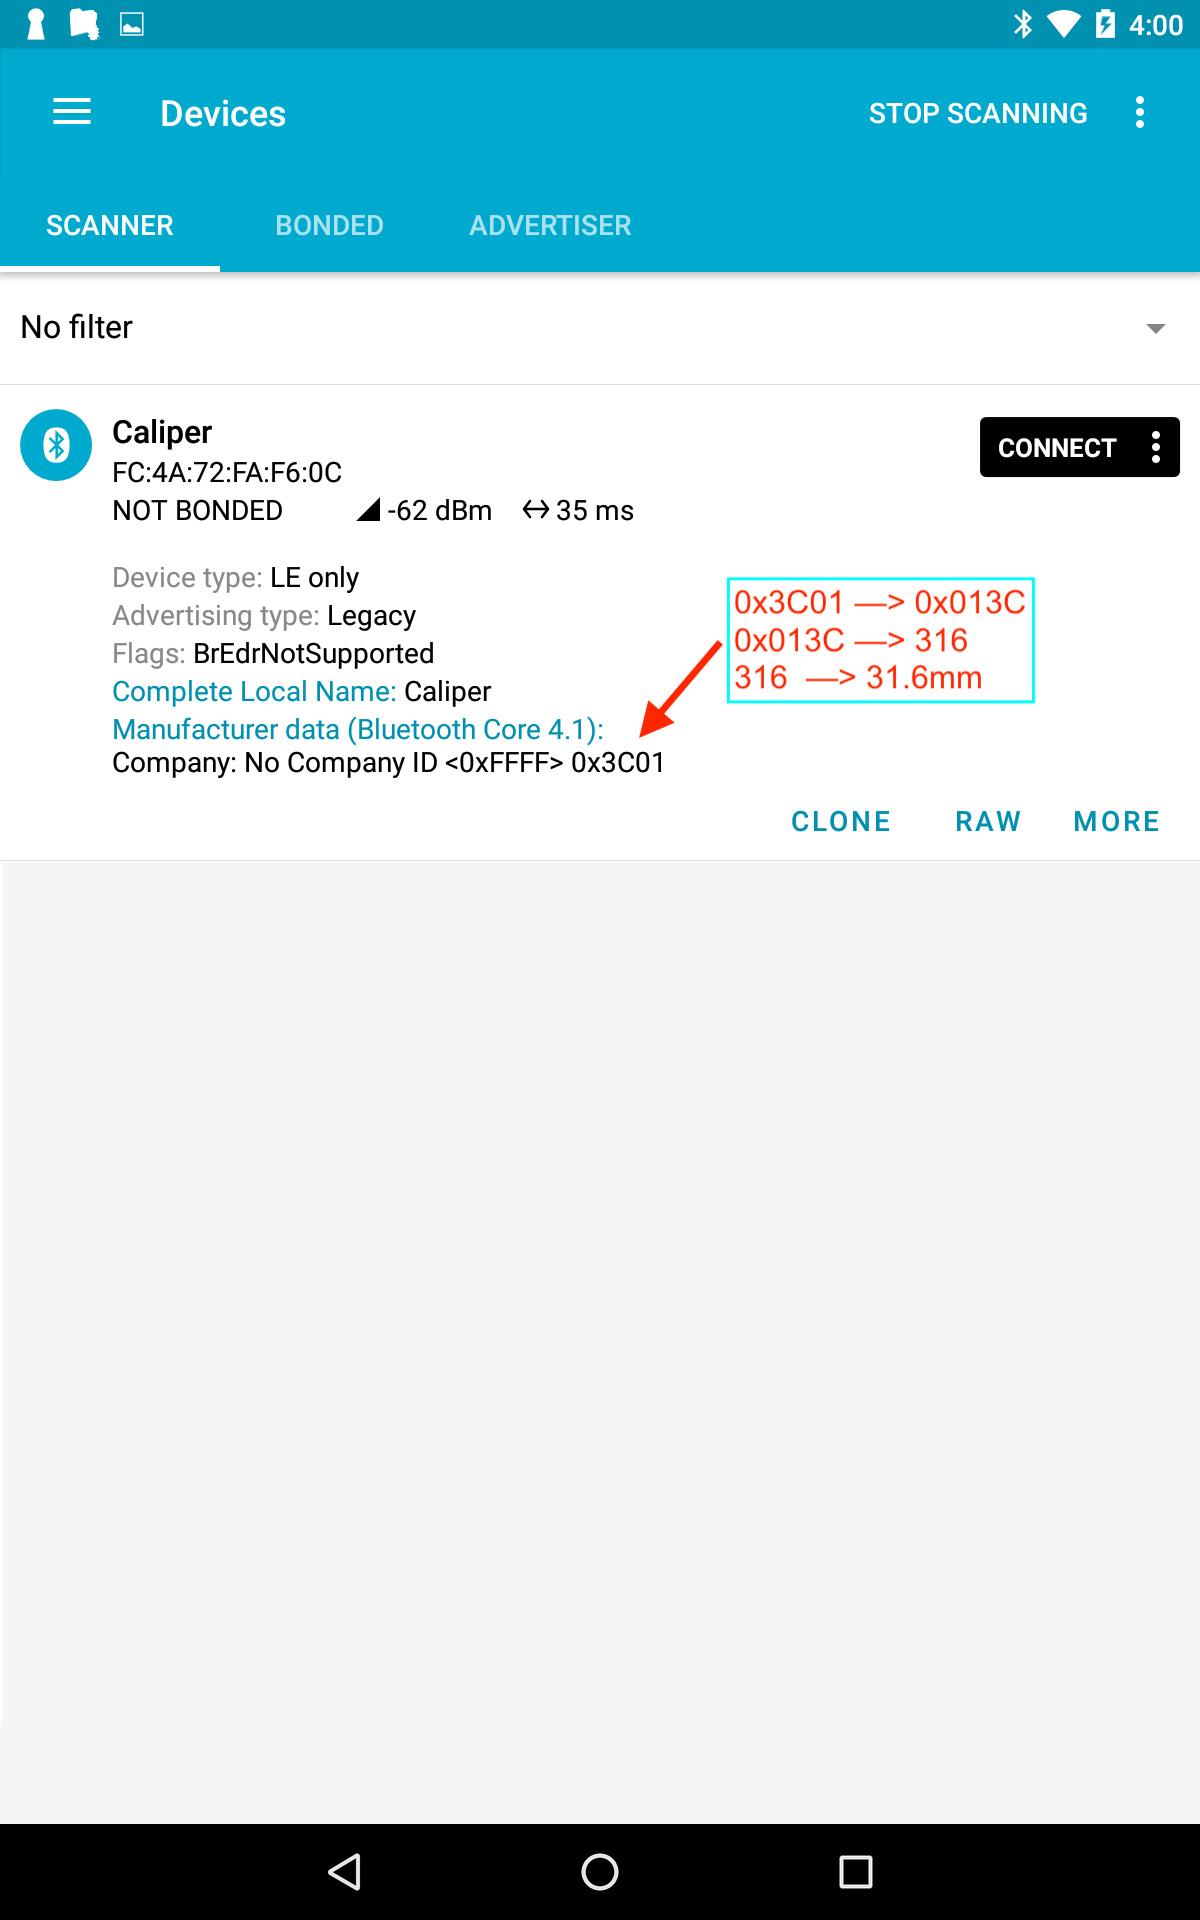 4:00
Devices
STOP SCANNING
SCANNER
BONDED
ADVERTISER
No filter
Caliper
CONNECT
FC:4A:72:FA:F6:0C
NOT BONDED
-62 dBm
35 ms
Device type: LE only
Advertising type: Legacy
Flags: BrEdrNotSupported
Complete Local Name: Caliper
Manufacturer data (Bluetooth Core 4.1):
Company: No Company ID <0xFFFF> 0x3C01
0x3C01 —> 0x013C
0x013C —> 316
316 —> 31.6mm
CLONE
RAW
MORE